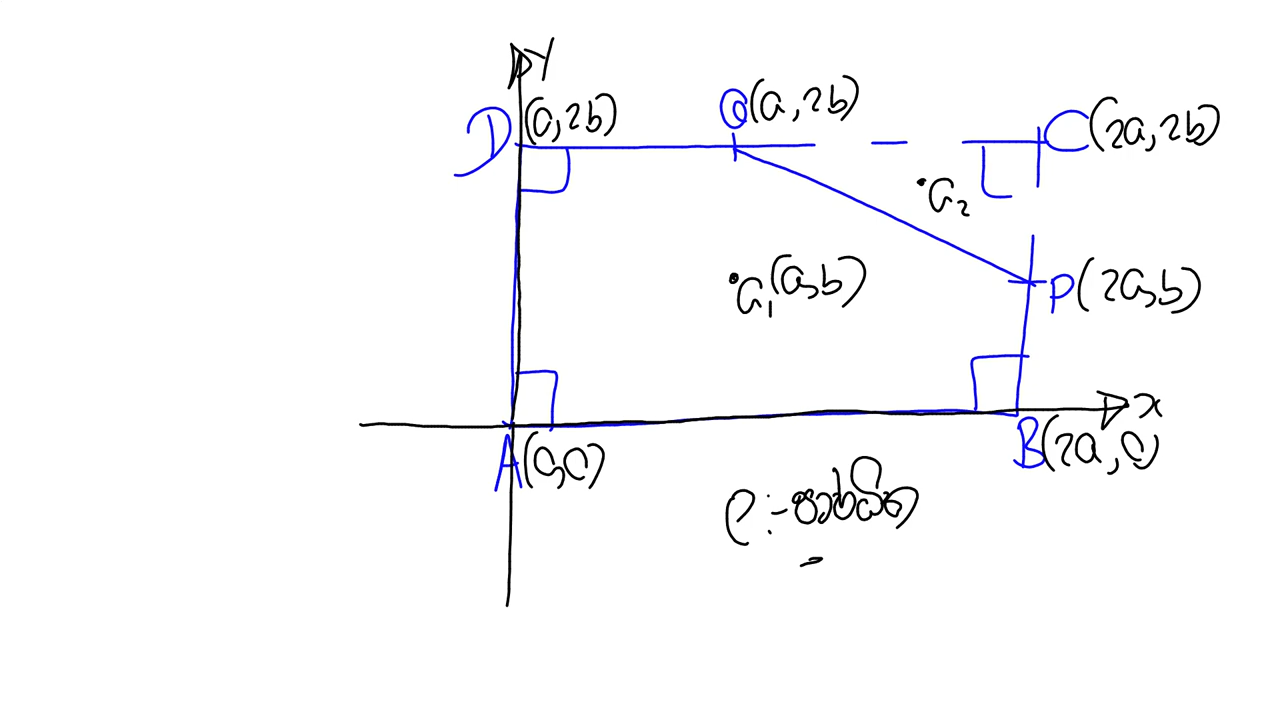 Y
D (0,2b) Q (a,2b) C (2a,2b)
G₂
G₁ (a,b) P (2a,b)
x
A (0,0) B (2a,0)
ρ :-